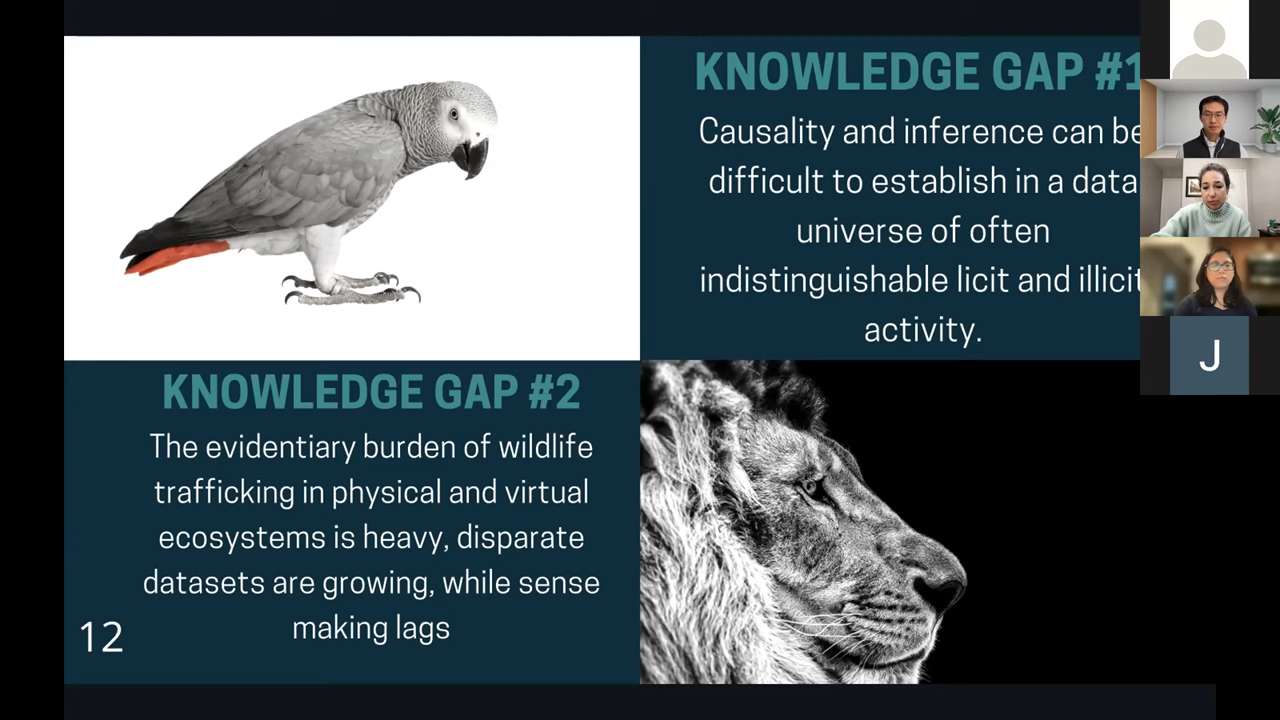 KNOWLEDGE GAP #1
Causality and inference can be
difficult to establish in a data
universe of often
indistinguishable licit and illicit
activity.
KNOWLEDGE GAP #2
The evidentiary burden of wildlife
trafficking in physical and virtual
ecosystems is heavy, disparate
datasets are growing, while sense
making lags
12
J